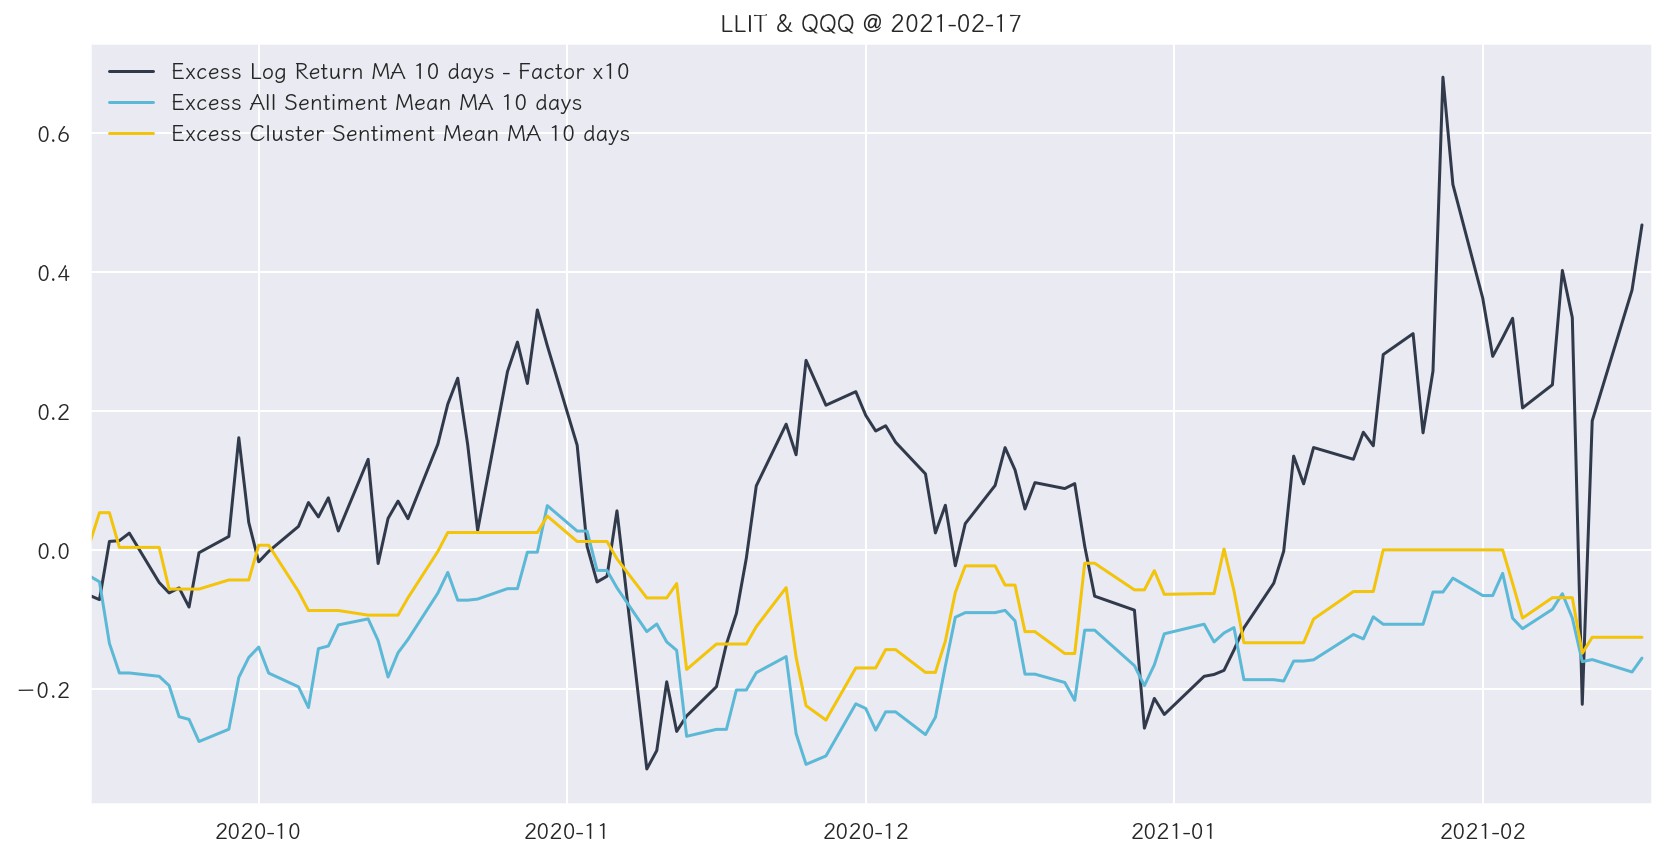 LLIT & QQQ @ 2021-02-17
Excess Log Return MA 10 days - Factor x10
Excess All Sentiment Mean MA 10 days
Excess Cluster Sentiment Mean MA 10 days
0.6
0.4
0.2
0.0
−0.2
2020-10 2020-11 2020-12 2021-01 2021-02